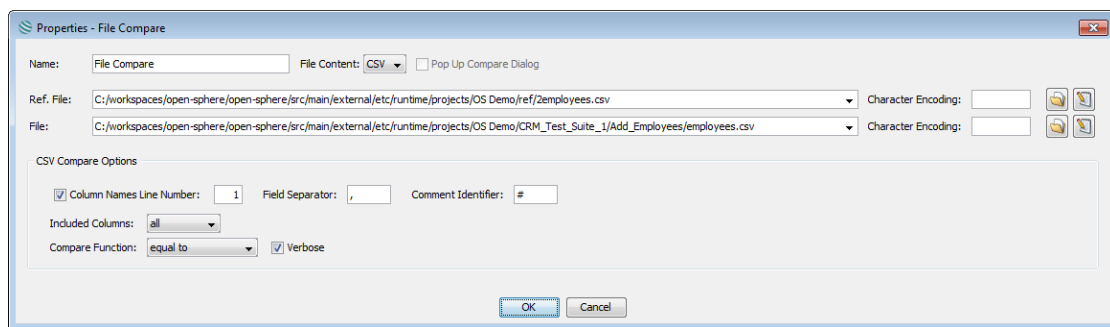 Properties - File Compare
Name: File Compare File Content: CSV Pop Up Compare Dialog
Ref. File: C:/workspaces/open-sphere/open-sphere/src/main/external/etc/runtime/projects/OS Demo/ref/2employees.csv Character Encoding:
File: C:/workspaces/open-sphere/open-sphere/src/main/external/etc/runtime/projects/OS Demo/CRM_Test_Suite_1/Add_Employees/employees.csv Character Encoding:
CSV Compare Options
Column Names Line Number: 1 Field Separator: , Comment Identifier: #
Included Columns: all
Compare Function: equal to Verbose
OK Cancel